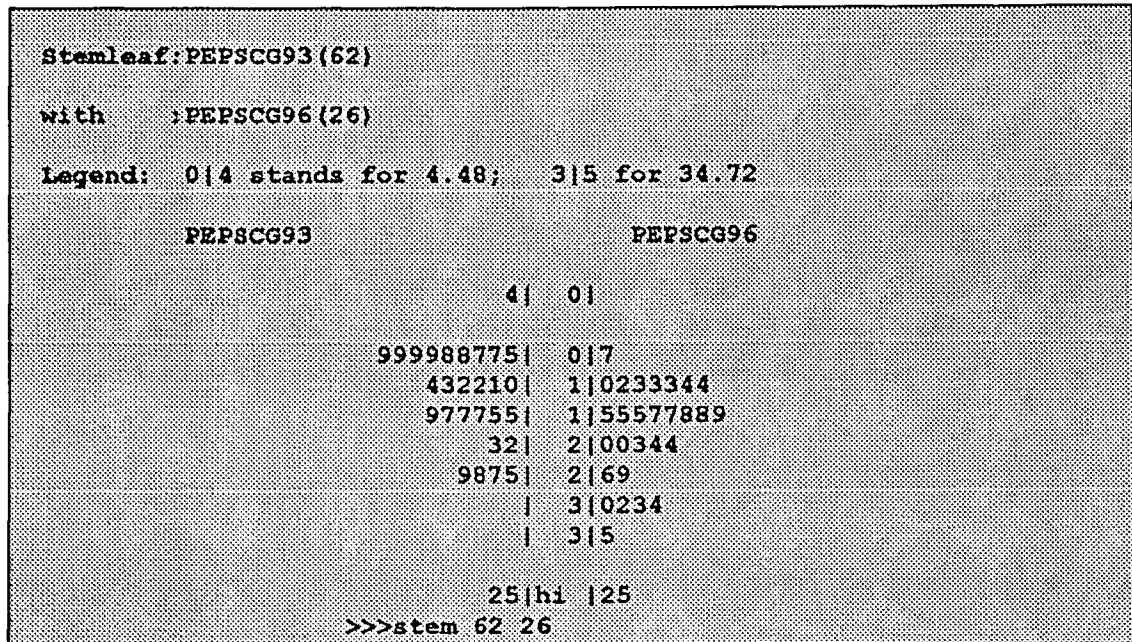 Stemleaf:PEPSCG93(62)
with :PEPSCG96(26)
Legend: 0|4 stands for 4.48; 3|5 for 34.72
PEPSCG93 PEPSCG96
4| 0|
999988775| 0|7
432210| 1|0233344
977755| 1|55577889
32| 2|00344
9875| 2|69
| 3|0234
| 3|5
25|hi |25
>>>stem 62 26